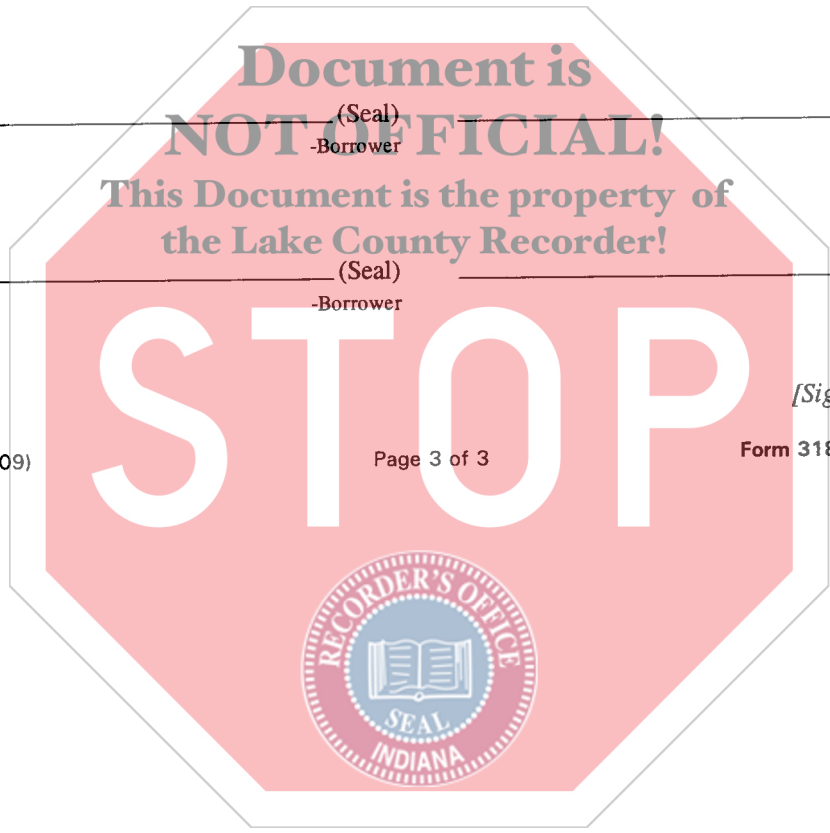 Document is
(Seal)
NOT OFFICIAL!
-Borrower
This Document is the property of
the Lake County Recorder!
(Seal)
-Borrower
STOP
[Sig
09) Page 3 of 3 Form 318
RECORDER'S OFFICE
SEAL
INDIANA